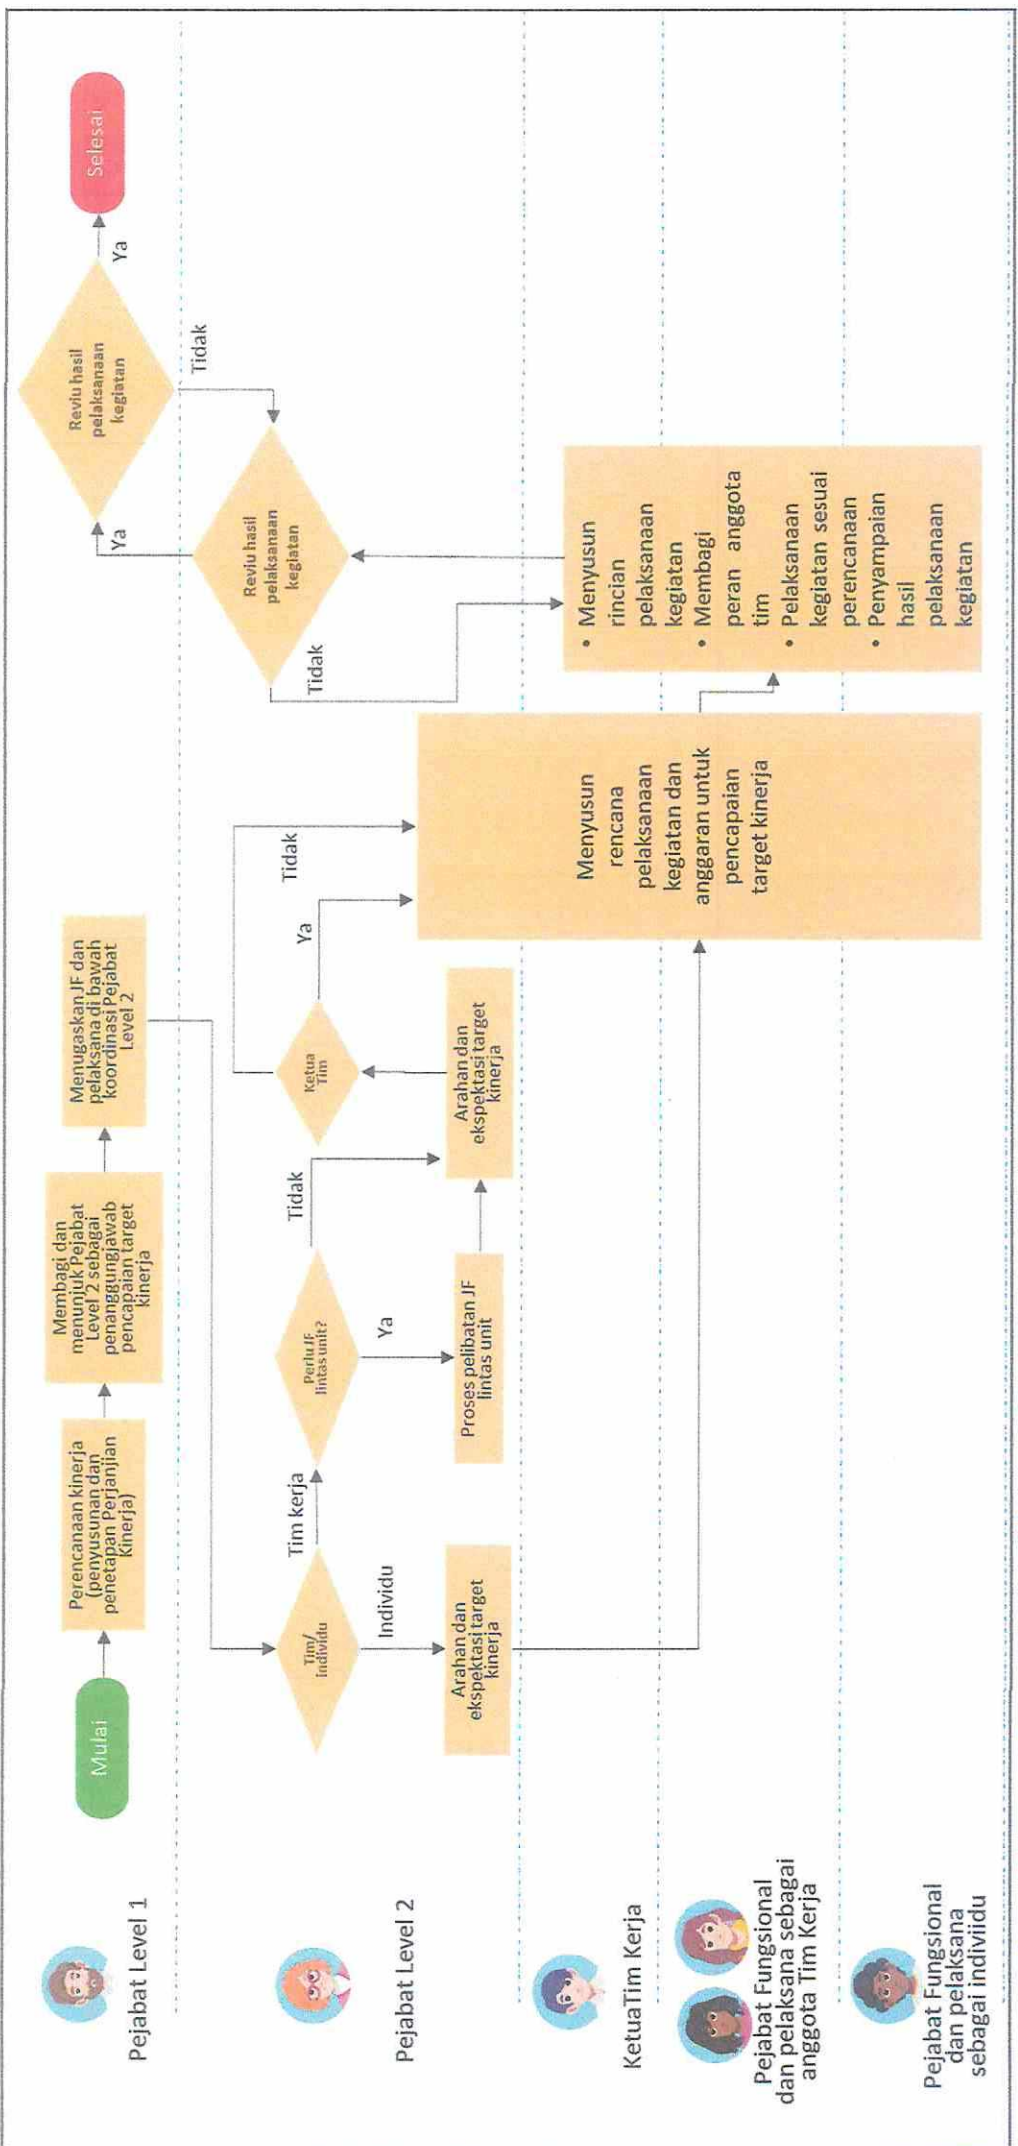 Pejabat Level 1
Mulai
Perencanaan kinerja
(penyusunan dan
penetapan Perjanjian
Kinerja)
Membagi dan
menunjuk Pejabat
Level 2 sebagai
penanggungjawab
pencapaian target
kinerja
Menugaskan JF dan
pelaksana di bawah
koordinasi Pejabat
Level 2
Reviu hasil
pelaksanaan
kegiatan
Ya
Selesai
Tidak
Ya
Pejabat Level 2
Tim/
Individu
Tim kerja
Individu
Arahan dan
ekspektasi target
kinerja
Perlu JF
lintas unit?
Tidak
Ya
Proses pelibatan JF
lintas unit
Ketua
Tim
Tidak
Ya
Arahan dan
ekspektasi target
kinerja
Reviu hasil
pelaksanaan
kegiatan
Tidak
KetuaTim Kerja
Pejabat Fungsional
dan pelaksana sebagai
anggota Tim Kerja
Pejabat Fungsional
dan pelaksana
sebagai indiviidu
Menyusun
rencana
pelaksanaan
kegiatan dan
anggaran untuk
pencapaian
target kinerja
• Menyusun
rincian
pelaksanaan
kegiatan
• Membagi
peran anggota
tim
• Pelaksanaan
kegiatan sesuai
perencanaan
• Penyampaian
hasil
pelaksanaan
kegiatan